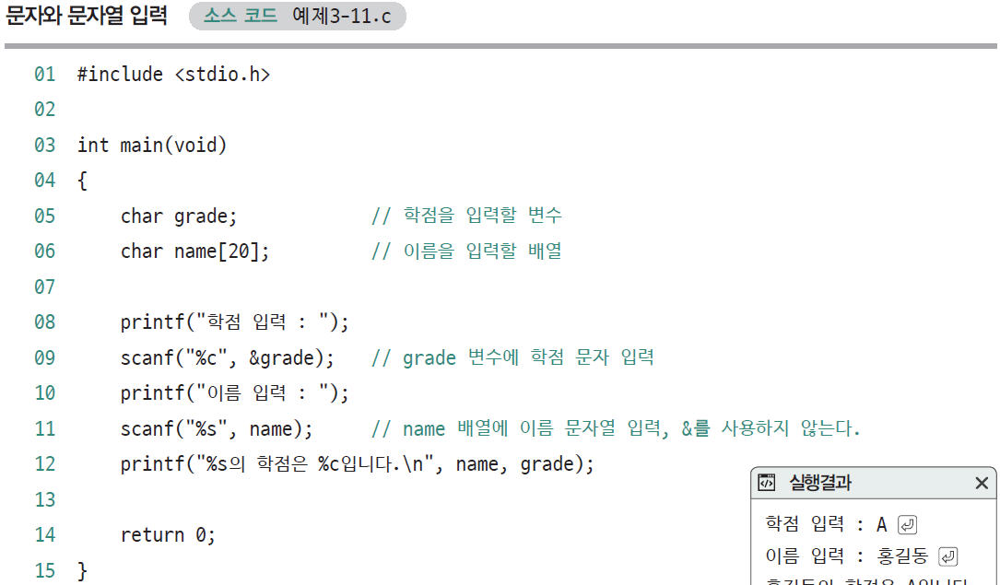 문자와 문자열 입력 소스 코드 예제3-11.c
01 #include <stdio.h>
02
03 int main(void)
04 {
05 char grade; // 학점을 입력할 변수
06 char name[20]; // 이름을 입력할 배열
07
08 printf("학점 입력 : ");
09 scanf("%c", &grade); // grade 변수에 학점 문자 입력
10 printf("이름 입력 : ");
11 scanf("%s", name); // name 배열에 이름 문자열 입력, &를 사용하지 않는다.
12 printf("%s의 학점은 %c입니다.\n", name, grade);
13
14 return 0;
15 }
실행결과
학점 입력 : A
이름 입력 : 홍길동